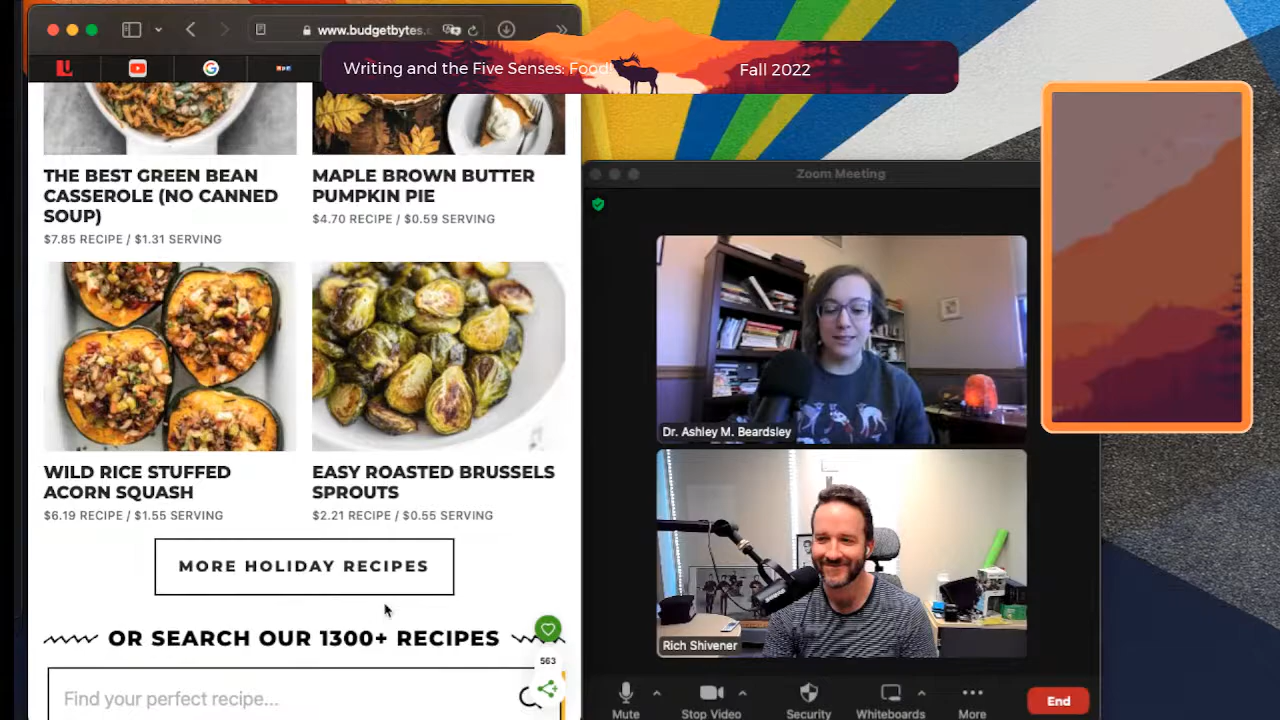 www.budgetbytes.c
Writing and the Five Senses: Food!
Fall 2022
THE BEST GREEN BEAN
CASSEROLE (NO CANNED
SOUP)
$7.85 RECIPE / $1.31 SERVING
MAPLE BROWN BUTTER
PUMPKIN PIE
$4.70 RECIPE / $0.59 SERVING
WILD RICE STUFFED
ACORN SQUASH
$6.19 RECIPE / $1.55 SERVING
EASY ROASTED BRUSSELS
SPROUTS
$2.21 RECIPE / $0.55 SERVING
MORE HOLIDAY RECIPES
OR SEARCH OUR 1300+ RECIPES
563
Find your perfect recipe...
Zoom Meeting
Dr. Ashley M. Beardsley
Rich Shivener
Mute
Stop Video
Security
Whiteboards
More
End